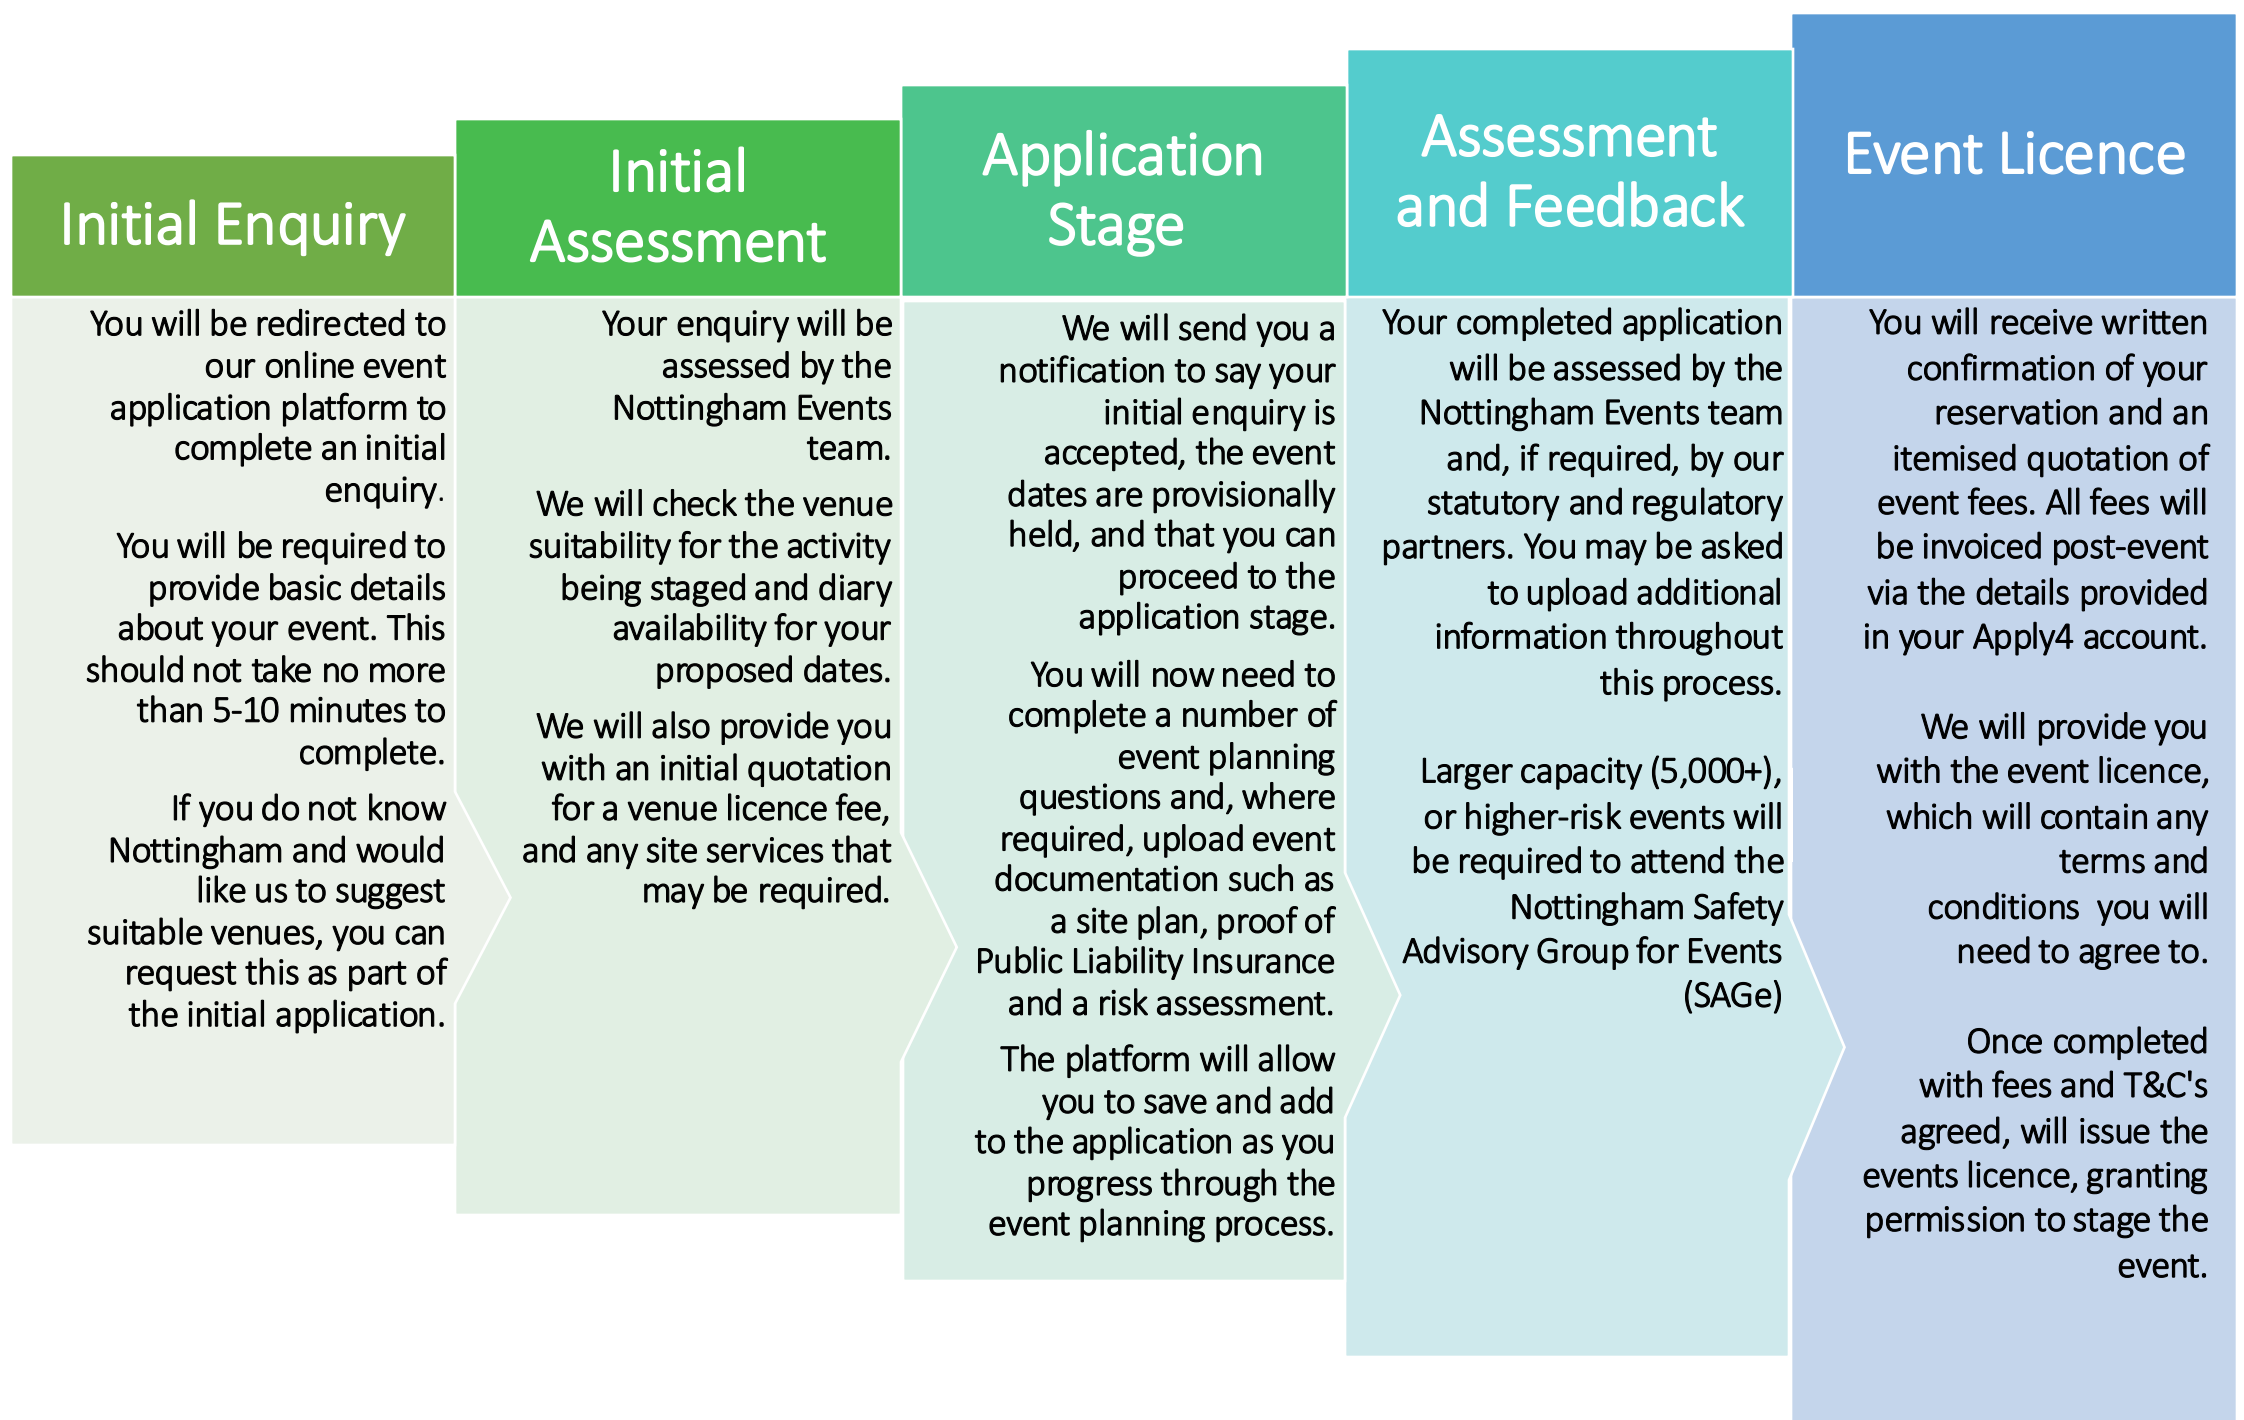 Initial Enquiry
You will be redirected to
our online event
application platform to
complete an initial
enquiry.
You will be required to
provide basic details
about your event. This
should not take no more
than 5-10 minutes to
complete.
If you do not know
Nottingham and would
like us to suggest
suitable venues, you can
request this as part of
the initial application.
Initial
Assessment
Your enquiry will be
assessed by the
Nottingham Events
team.
We will check the venue
suitability for the activity
being staged and diary
availability for your
proposed dates.
We will also provide you
with an initial quotation
for a venue licence fee,
and any site services that
may be required.
Application
Stage
We will send you a
notification to say your
initial enquiry is
accepted, the event
dates are provisionally
held, and that you can
proceed to the
application stage.
You will now need to
complete a number of
event planning
questions and, where
required, upload event
documentation such as
a site plan, proof of
Public Liability Insurance
and a risk assessment.
The platform will allow
you to save and add
to the application as you
progress through the
event planning process.
Assessment
and Feedback
Your completed application
will be assessed by the
Nottingham Events team
and, if required, by our
statutory and regulatory
partners. You may be asked
to upload additional
information throughout
this process.
Larger capacity (5,000+),
or higher-risk events will
be required to attend the
Nottingham Safety
Advisory Group for Events
(SAGe)
Event Licence
You will receive written
confirmation of your
reservation and an
itemised quotation of
event fees. All fees will
be invoiced post-event
via the details provided
in your Apply4 account.
We will provide you
with the event licence,
which will contain any
terms and
conditions  you will
need to agree to.
Once completed
with fees and T&C's
agreed, will issue the
events licence, granting
permission to stage the
event.